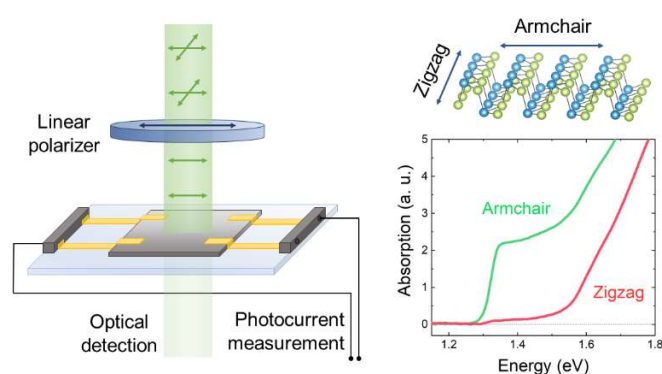 Linear
polarizer
Optical
detection
Photocurrent
measurement
Armchair
Zigzag
Absorption (a. u.)
5
4
3
2
1
0
Armchair
Zigzag
1.2
1.4
1.6
1.8
Energy (eV)